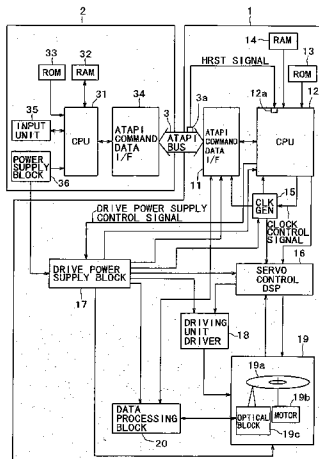 2
1
33
32
14
13
RAM
ROM
RAM
ROM
31
34
HRST SIGNAL
12a
12
35
INPUT UNIT
CPU
ATAPI COMMAND DATA I/F
3
3a
ATAPI BUS
ATAPI COMMAND DATA I/F
CPU
POWER SUPPLY BLOCK
36
11
15
CLK GEN
DRIVE POWER SUPPLY CONTROL SIGNAL
CLOCK CONTROL SIGNAL
16
DRIVE POWER SUPPLY BLOCK
17
SERVO CONTROL DSP
DRIVING UNIT DRIVER
18
19
19a
19b
DATA PROCESSING BLOCK
20
OPTICAL BLOCK
MOTOR
19c